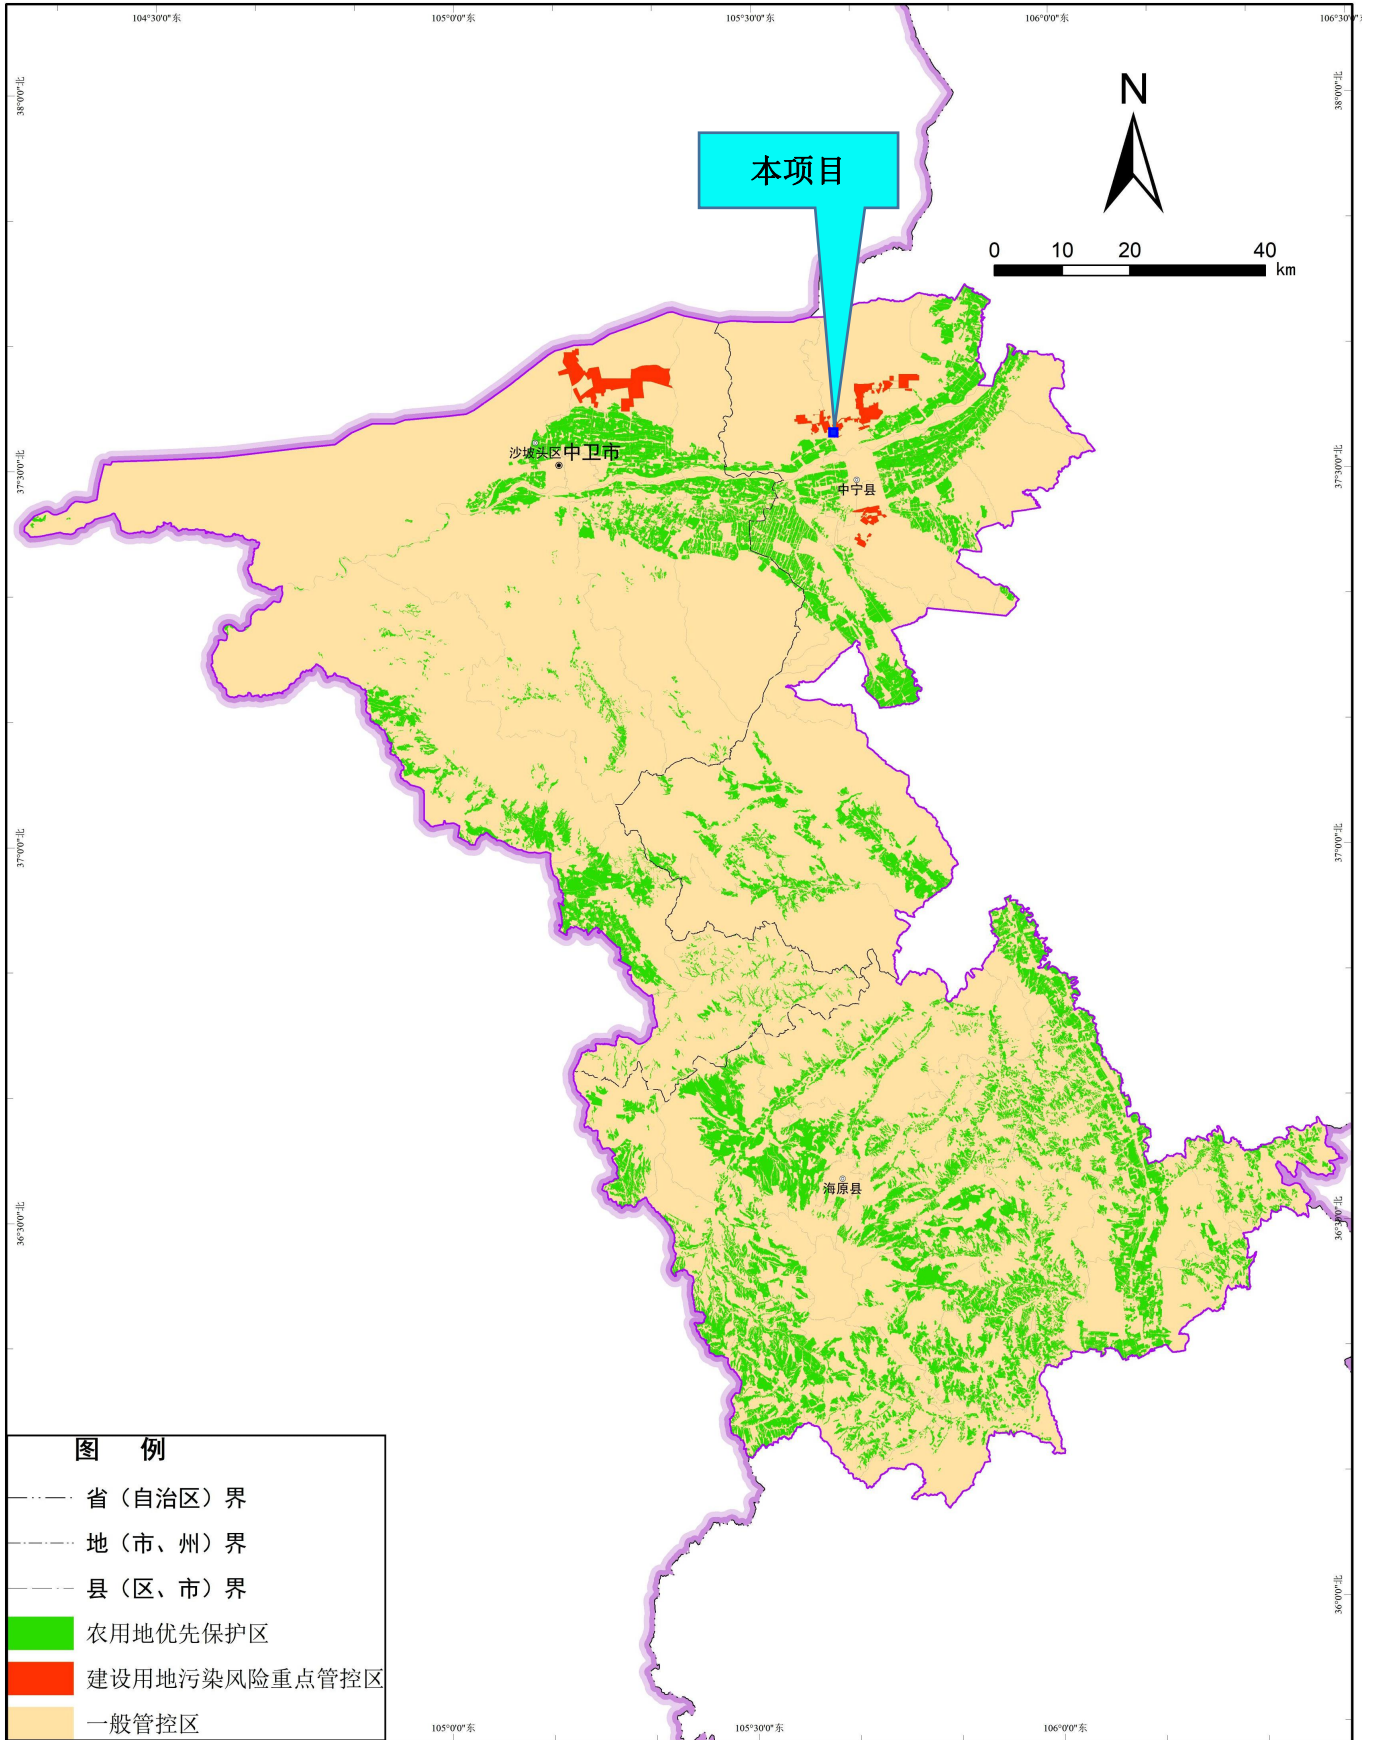 104°30'0"东
105°0'0"东
105°30'0"东
106°0'0"东
106°30'0"东
38°0'0"北
38°0'0"北
N
本项目
0 10 20 40
km
沙坡头区
中卫市
37°30'0"北
37°30'0"北
中宁县
37°0'0"北
37°0'0"北
海原县
36°30'0"北
36°30'0"北
36°0'0"北
图 例
省（自治区）界
地（市、州）界
县（区、市）界
农用地优先保护区
建设用地污染风险重点管控区
一般管控区
105°0'0"东
105°30'0"东
106°0'0"东